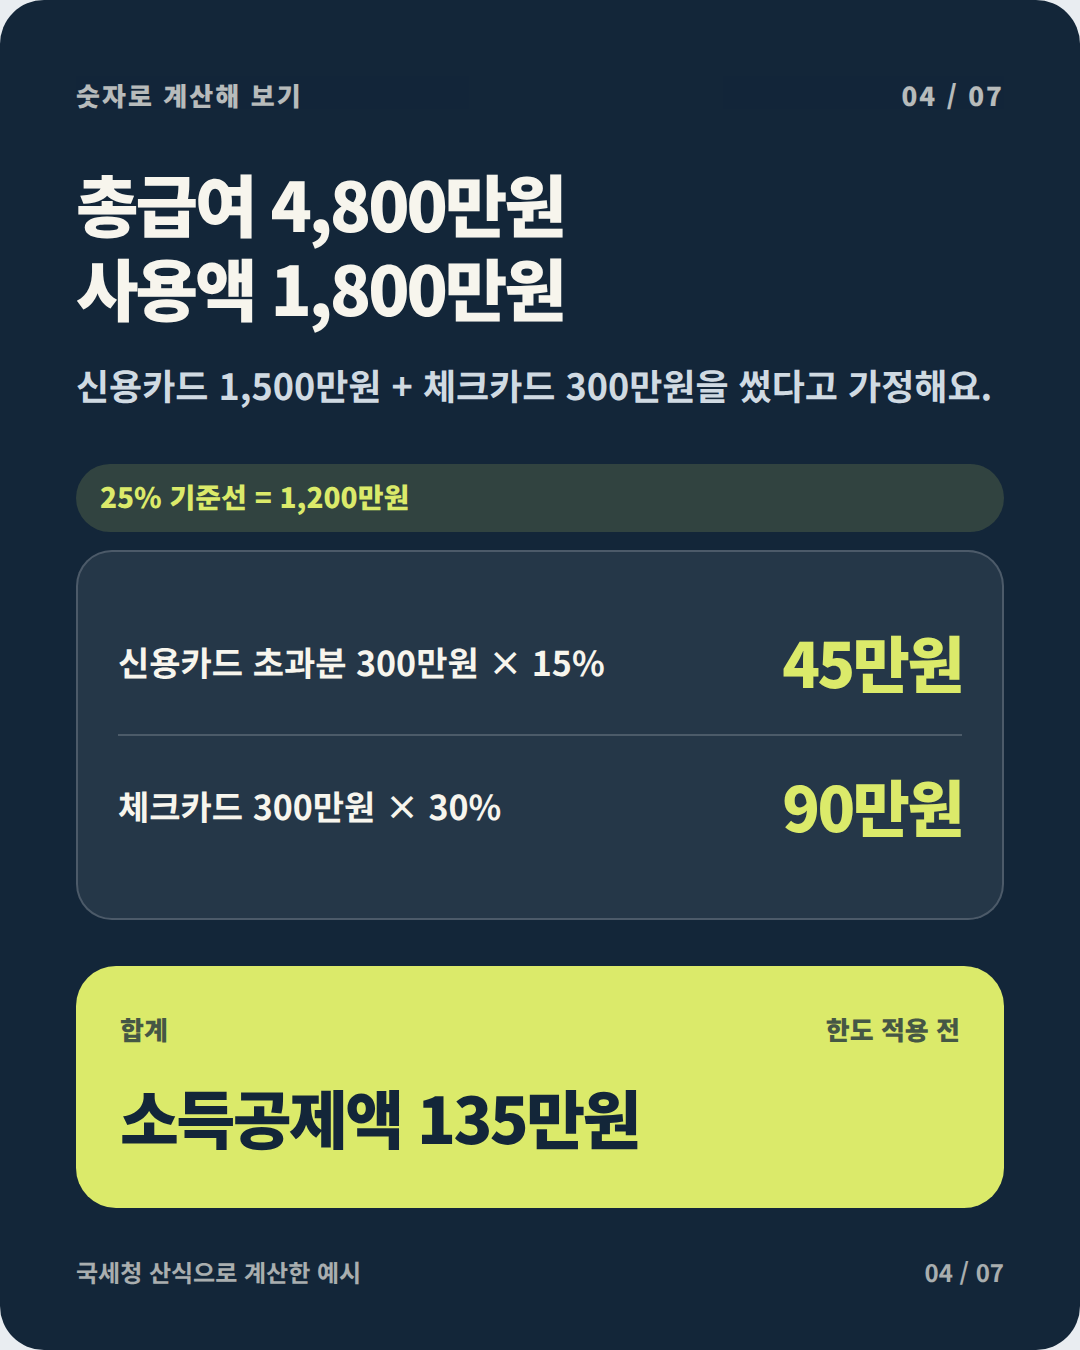 숫자로 계산해 보기
04 / 07
총급여 4,800만원
사용액 1,800만원
신용카드 1,500만원 + 체크카드 300만원을 썼다고 가정해요.
25% 기준선 = 1,200만원
신용카드 초과분 300만원 × 15%
45만원
체크카드 300만원 × 30%
90만원
합계
한도 적용 전
소득공제액 135만원
국세청 산식으로 계산한 예시
04 / 07